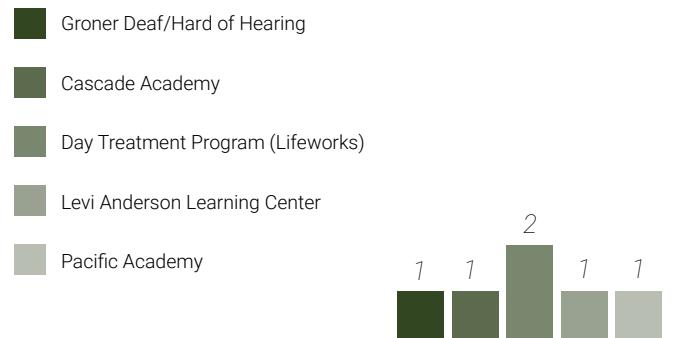 Groner Deaf/Hard of Hearing
Cascade Academy
Day Treatment Program (Lifeworks)
Levi Anderson Learning Center
Pacific Academy
1 1 2 1 1